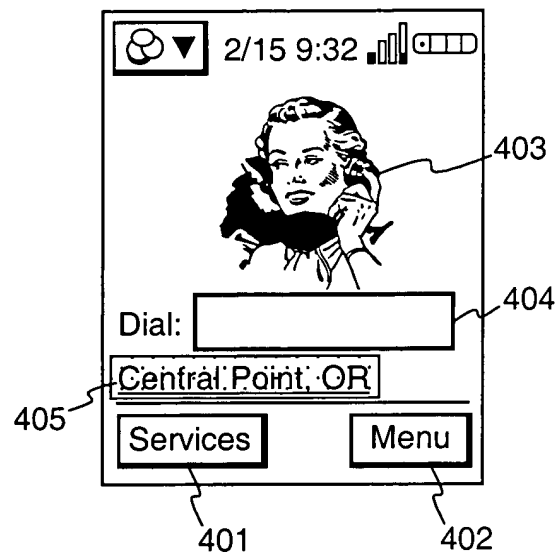 2/15 9:32
403
Dial:
404
Central Point, OR
405
Services Menu
401 402